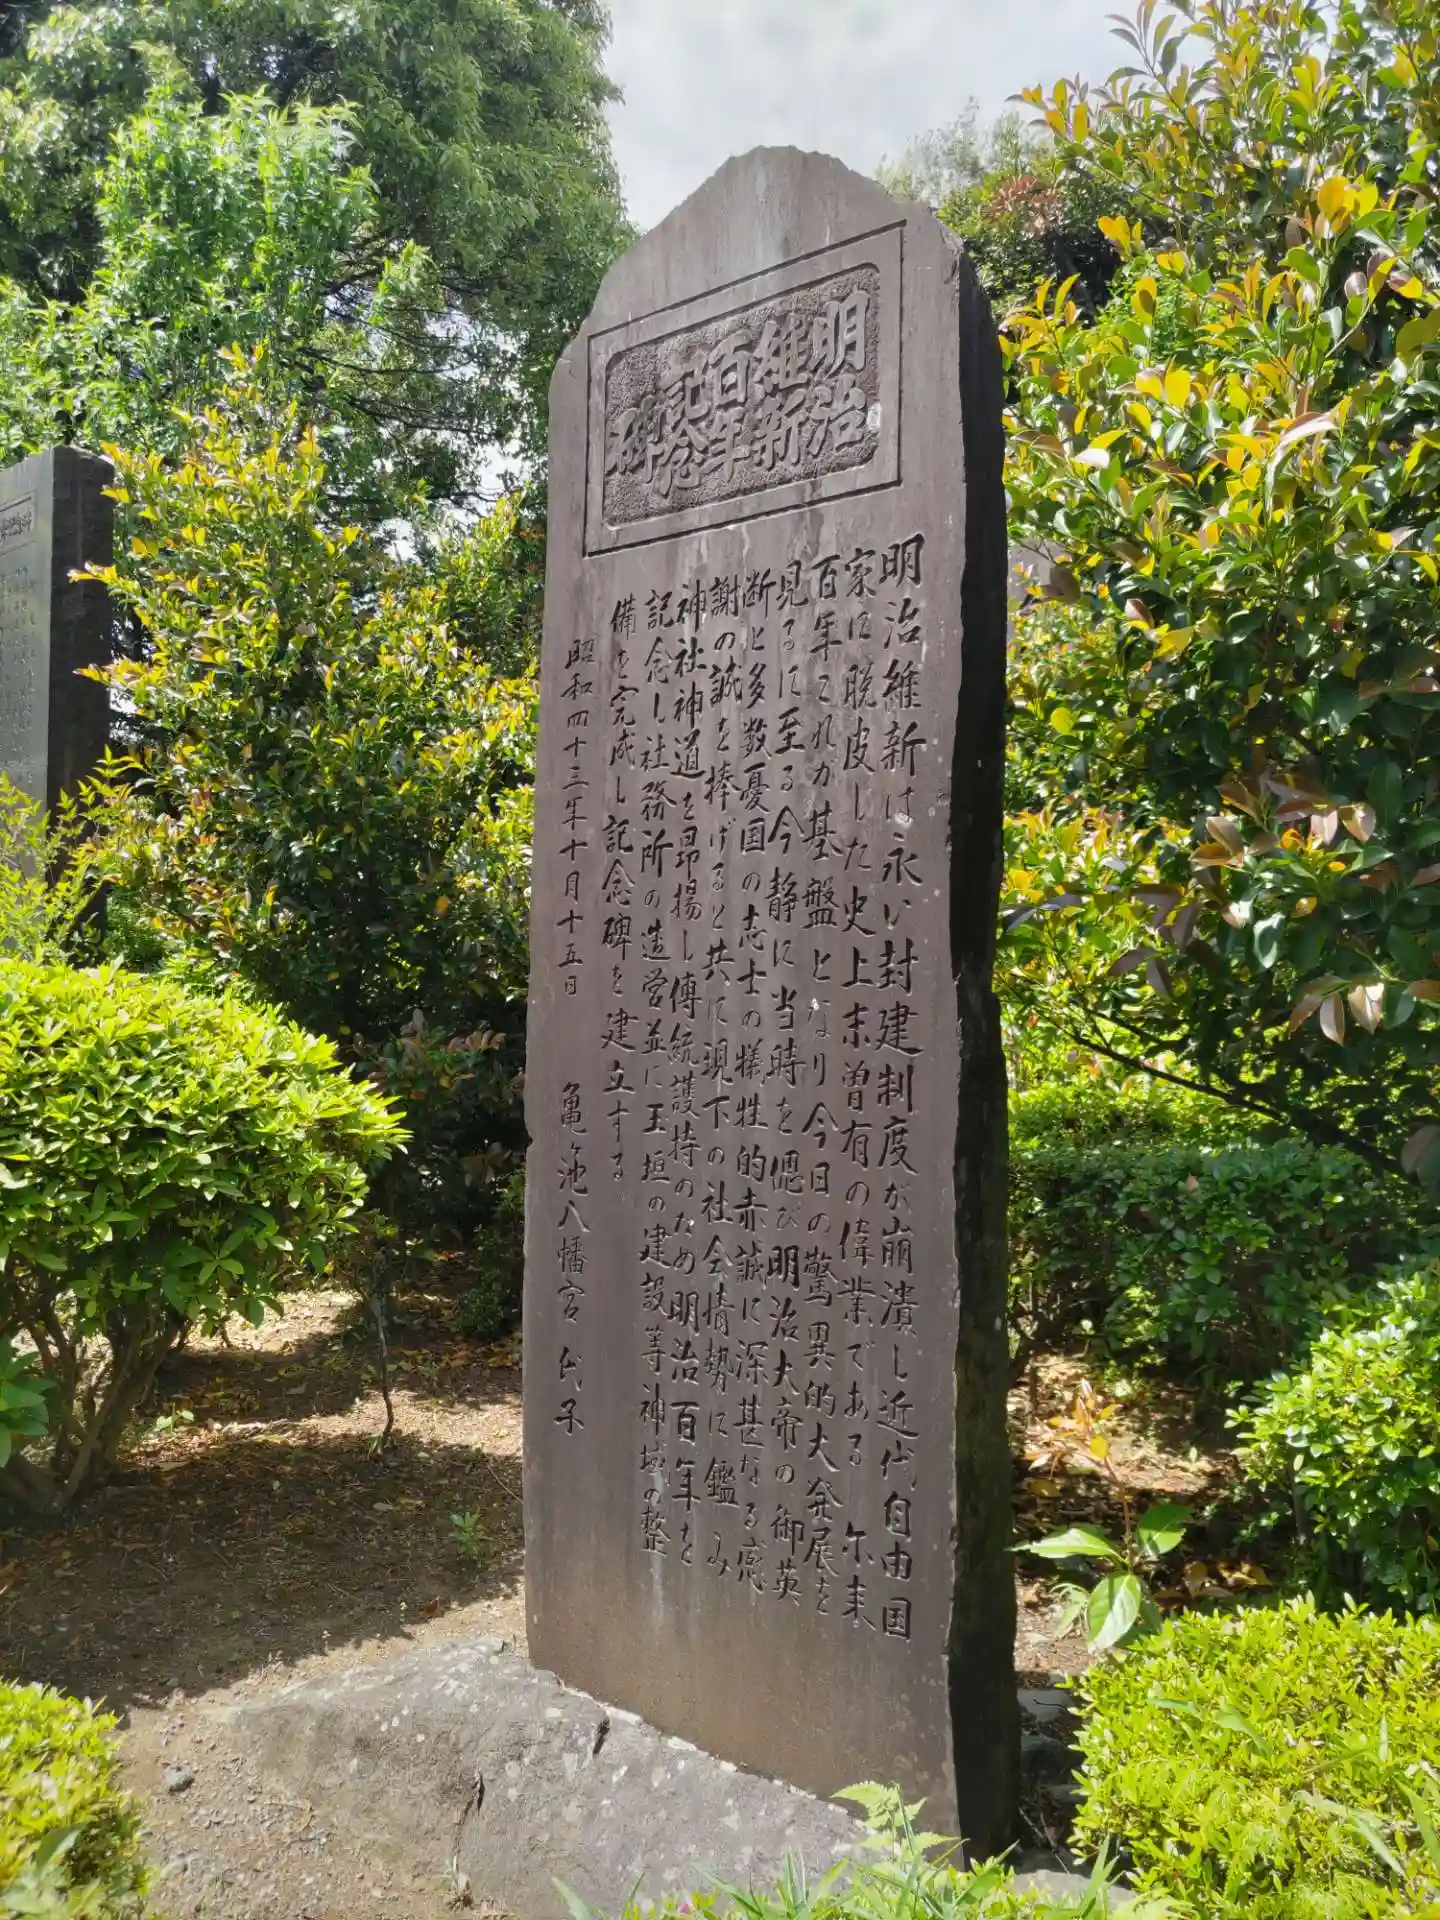 明治
維新
百年
記念
碑
明治維新は永い封建制度が崩潰し近代自由国
家に脱皮した史上末曽有の偉業である 尓来
百年これが基盤となり今日の驚異的大発展を
見るに至る今静に当時を偲び明治大帝の御英
断と多数憂国の志士の犠牲的赤誠に深甚なる感
謝の誠を捧げると共に現下の社会情勢に鑑み
神社神道を昂揚し傳統護持のため明治百年を
記念し社務所の造営並に玉垣の建設等神域の整
備を完成し記念碑を建立する
昭和四十三年十月十五日 亀ヶ池八幡宮 氏子